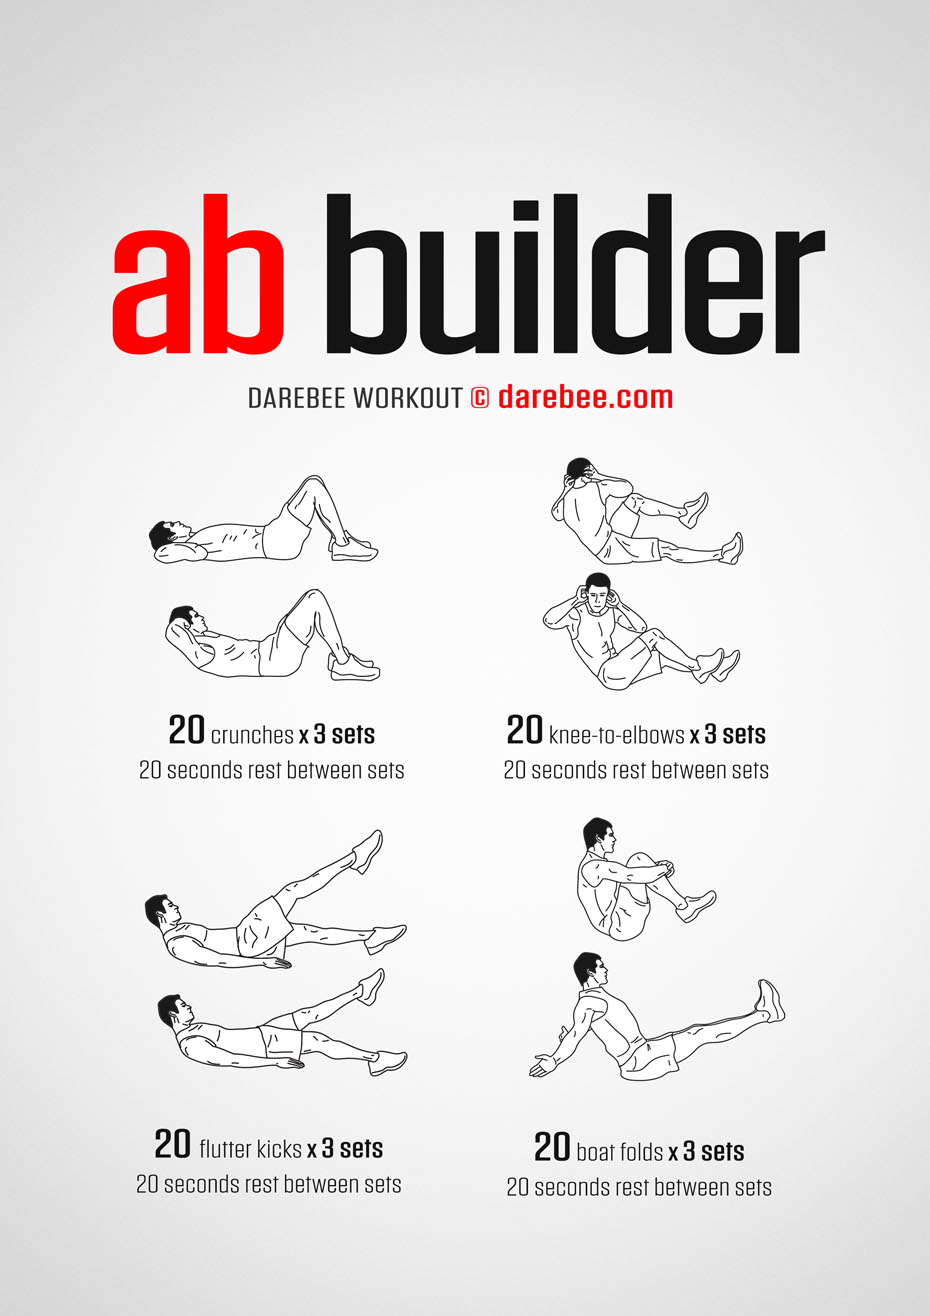 ab builder
DAREBEE WORKOUT © darebee.com
20 crunches x 3 sets
20 seconds rest between sets
20 knee-to-elbows x 3 sets
20 seconds rest between sets
20 flutter kicks x 3 sets
20 seconds rest between sets
20 boat folds x 3 sets
20 seconds rest between sets